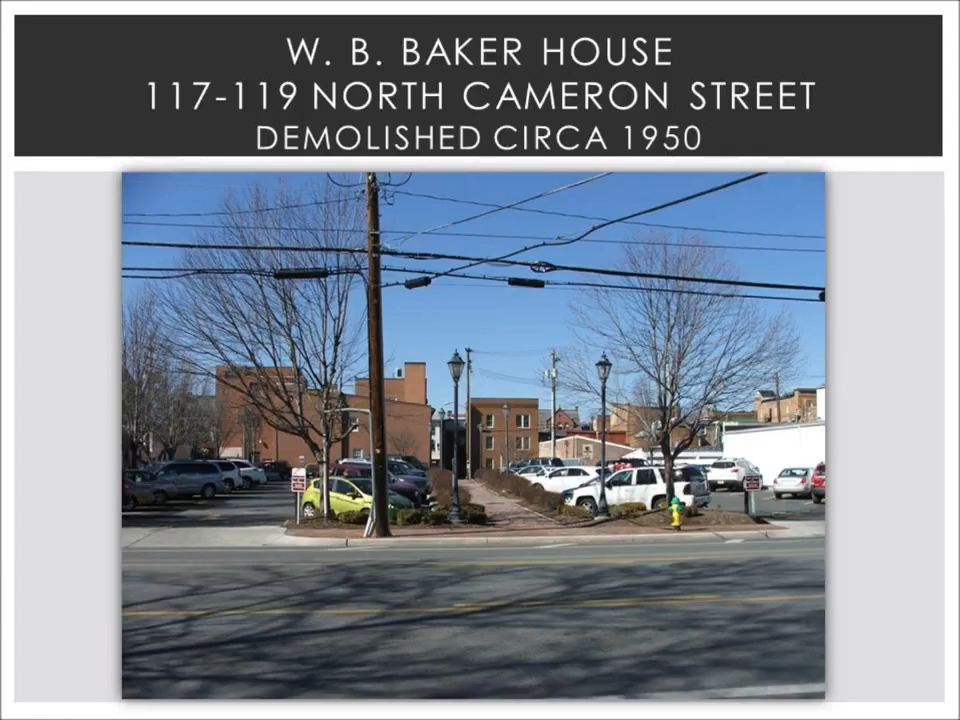 W. B. BAKER HOUSE
117-119 NORTH CAMERON STREET
DEMOLISHED CIRCA 1950